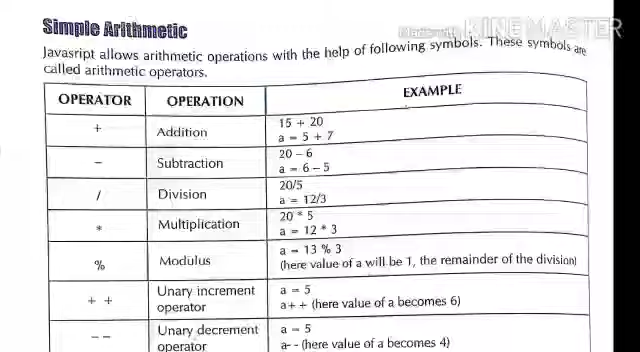 Simple Arithmetic
Made with KINEMASTER
Javasript allows arithmetic operations with the help of following symbols. These symbols are
called arithmetic operators.
OPERATOR OPERATION EXAMPLE
+ Addition 15 + 20
a = 5 + 7
– Subtraction 20 – 6
a = 6 – 5
/ Division 20/5
a = 12/3
* Multiplication 20 * 5
a = 12 * 3
% Modulus a = 13 % 3
(here value of a will be 1, the remainder of the division)
+ + Unary increment a = 5
operator a+ + (here value of a becomes 6)
– – Unary decrement a = 5
operator a- - (here value of a becomes 4)